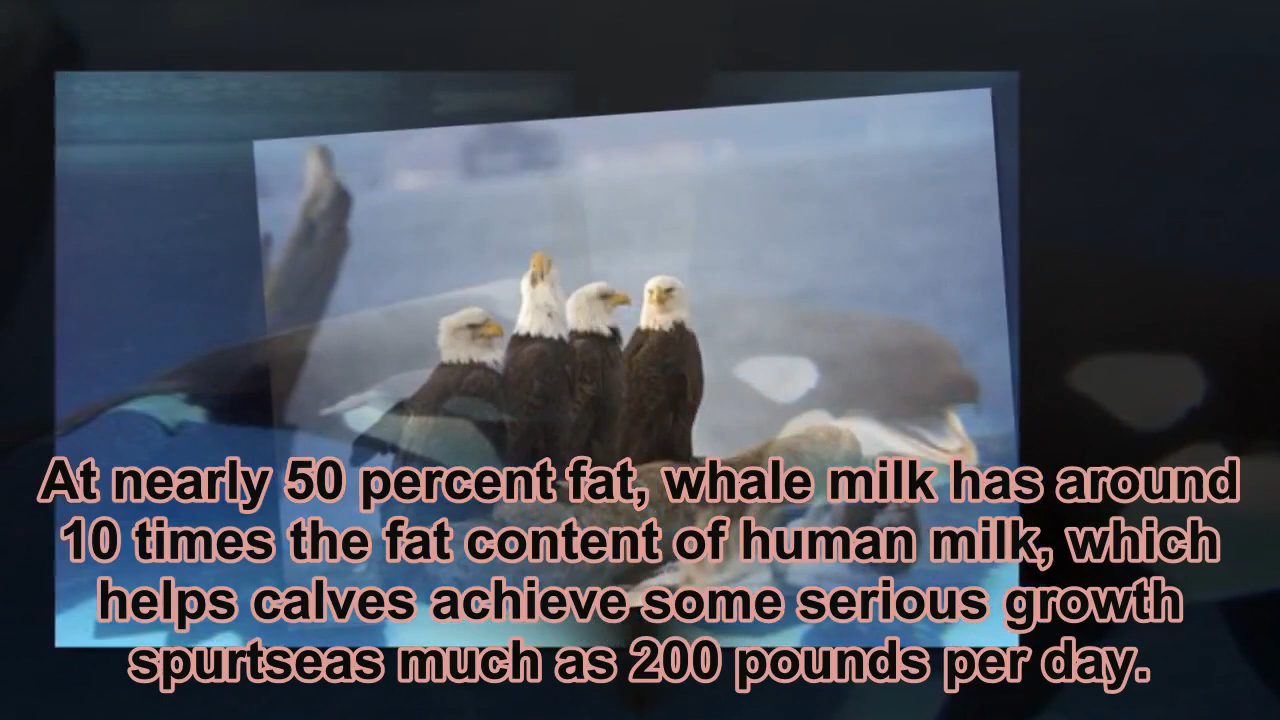 At nearly 50 percent fat, whale milk has around
10 times the fat content of human milk, which
helps calves achieve some serious growth
spurtseas much as 200 pounds per day.